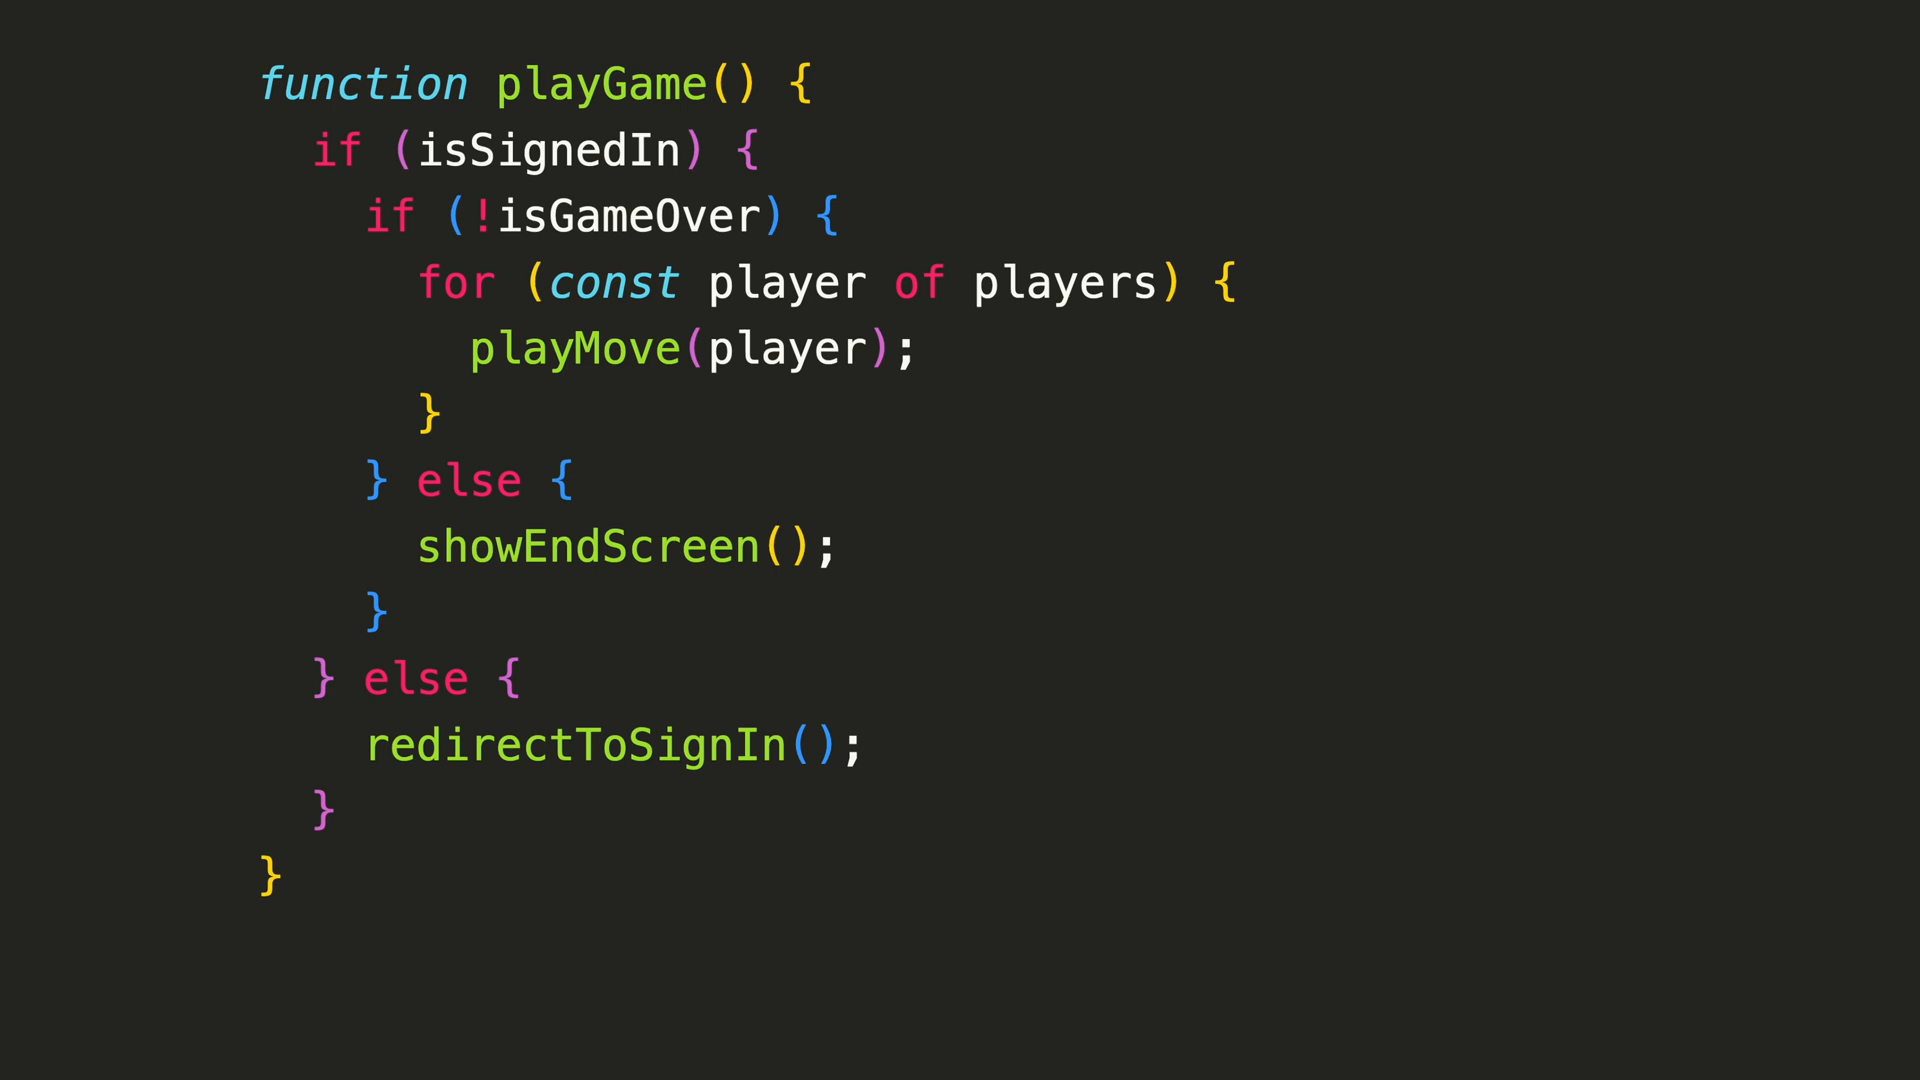 function playGame() {
  if (isSignedIn) {
    if (!isGameOver) {
      for (const player of players) {
        playMove(player);
      }
    } else {
      showEndScreen();
    }
  } else {
    redirectToSignIn();
  }
}